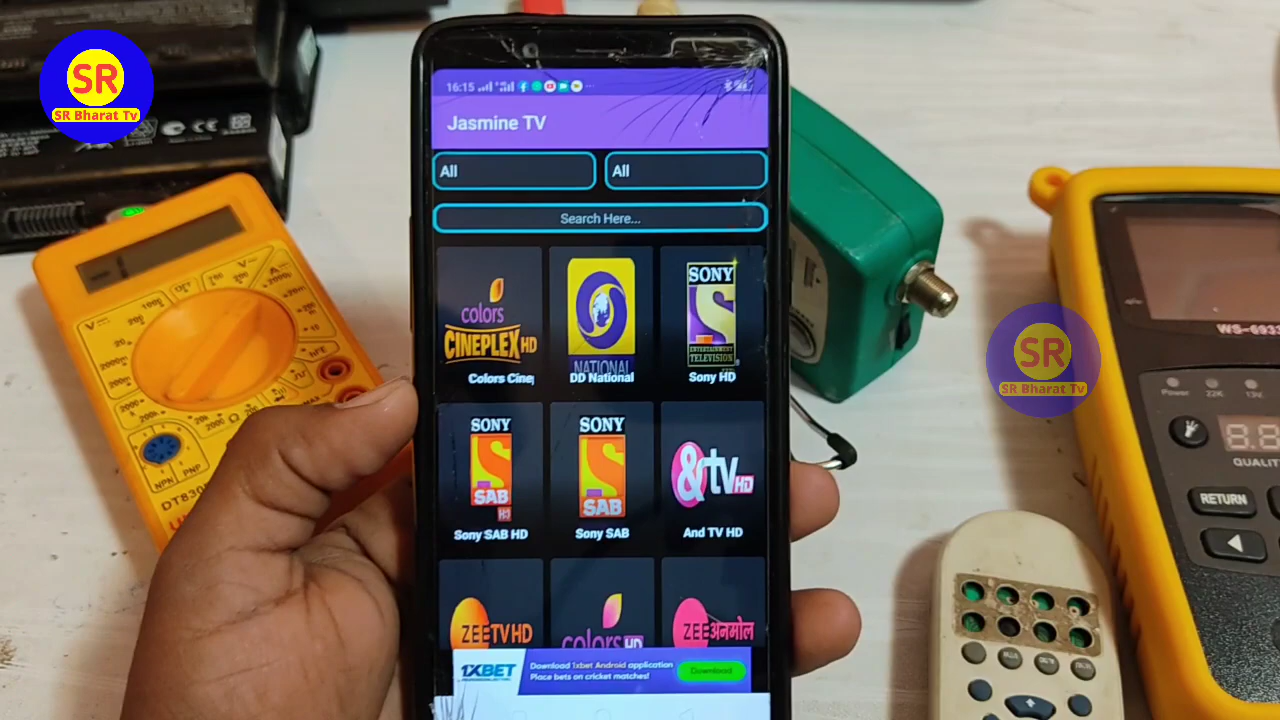 SR
SR Bharat Tv
16:15
Jasmine TV
All
All
Search Here...
colors
CINEPLEX HD
Colors Cine
NATIONAL
DD National
SONY
ENTERTAINMENT
TELEVISION
Sony HD
SONY
SAB
HD
Sony SAB HD
SONY
SAB
Sony SAB
&tv HD
And TV HD
ZEE TV HD
colors HD
ZEE अनमोल
1XBET
Download 1xbet Android application
Place bets on cricket matches!
Download
OFF
hFE
NPN
PNP
SR
SR Bharat Tv
WS-6933
Power
22K
13V
QUALITY
RETURN